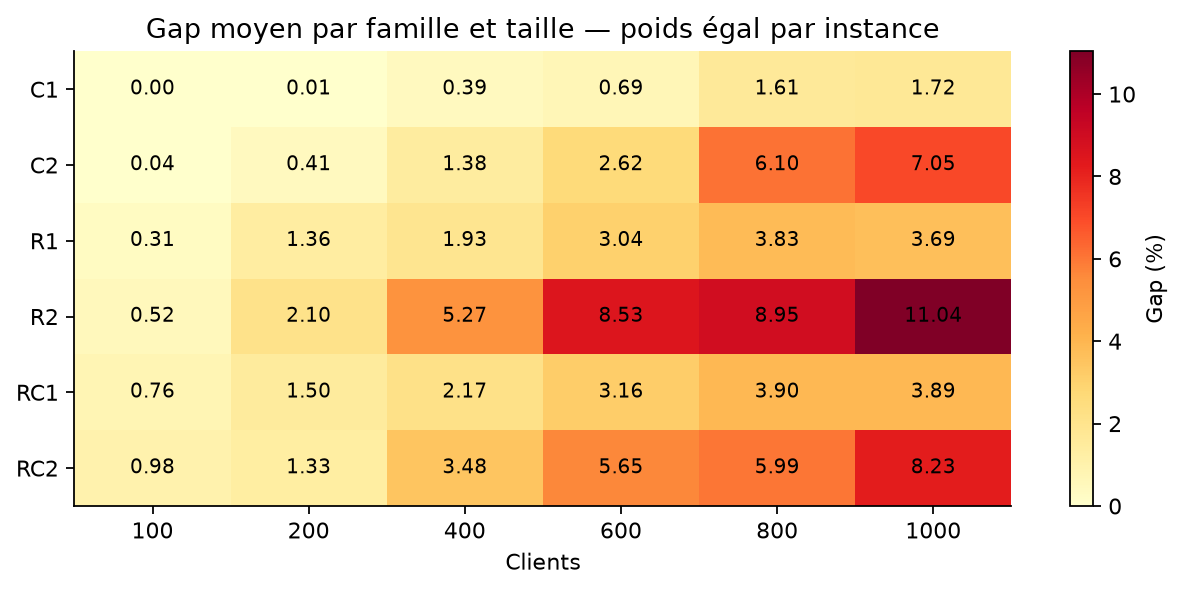 Gap moyen par famille et taille — poids égal par instance
C1 0.00 0.01 0.39 0.69 1.61 1.72
C2 0.04 0.41 1.38 2.62 6.10 7.05
R1 0.31 1.36 1.93 3.04 3.83 3.69
R2 0.52 2.10 5.27 8.53 8.95 11.04
RC1 0.76 1.50 2.17 3.16 3.90 3.89
RC2 0.98 1.33 3.48 5.65 5.99 8.23
100 200 400 600 800 1000
Clients
10
8
6
4
2
0
Gap (%)